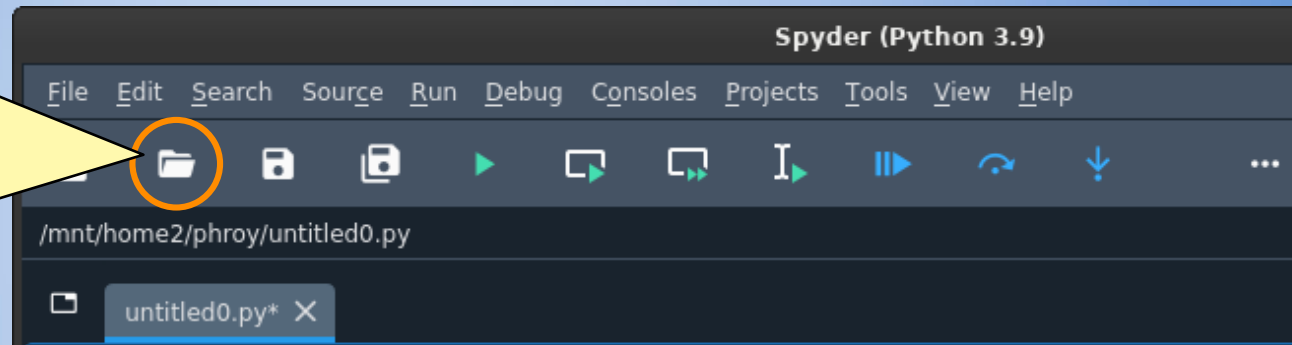 Spyder (Python 3.9)
File Edit Search Source Run Debug Consoles Projects Tools View Help
/mnt/home2/phroy/untitled0.py
untitled0.py*